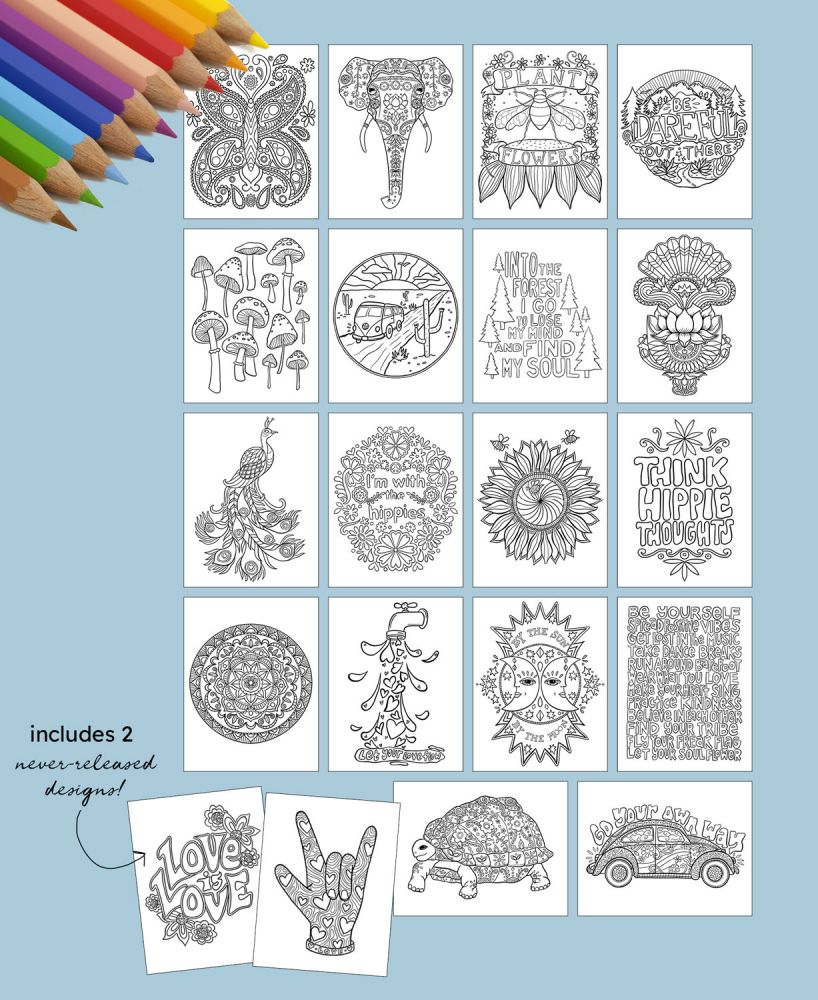 PLANT
FLOWERS
BE
DAREFUL
OUT THERE
INTO THE
FOREST
I GO
TO LOSE
MY MIND
AND FIND
MY SOUL
I'm with
the
hippies
THINK
HIPPIE
THOUGHTS
Let your love flow
BY THE SUN
BY THE MOON
Be YOURSELF
SPREAD POSITIVE VIBES
GET LOST IN the MUSIC
TAKE DANCE BREAKS
RUN AROUND BaRefOOT
WEAR WHAT YOU LOVE
MAKE YOUR HEART SING
PRACTICE KINDNESS
BeLieVe IN eaCH OTHER
FIND YOUR TRIBE
FLY YOUR FREAK FLAG
LET YOUR SOUL FLOWER
includes 2
never-released
designs!
LOVE
is
LOVE
LOVE
GO YOUR OWN WAY